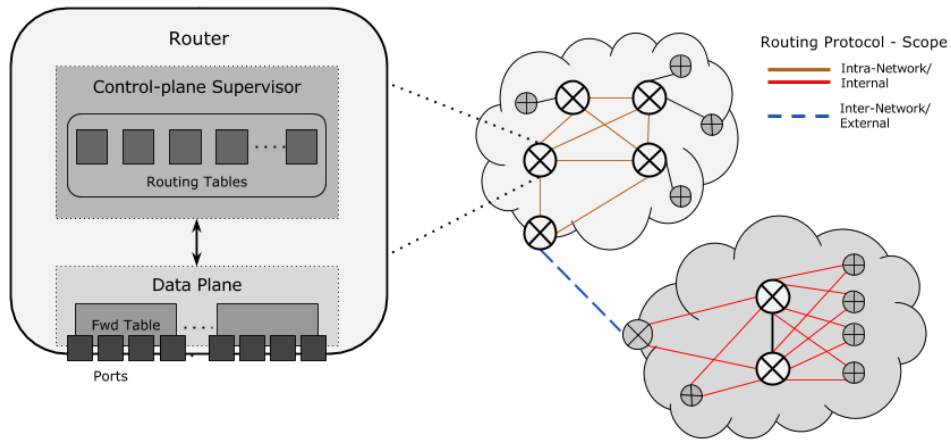 Router
Control-plane Supervisor
Routing Tables
Data Plane
Fwd Table
Ports
Routing Protocol - Scope
Intra-Network/
Internal
Inter-Network/
External